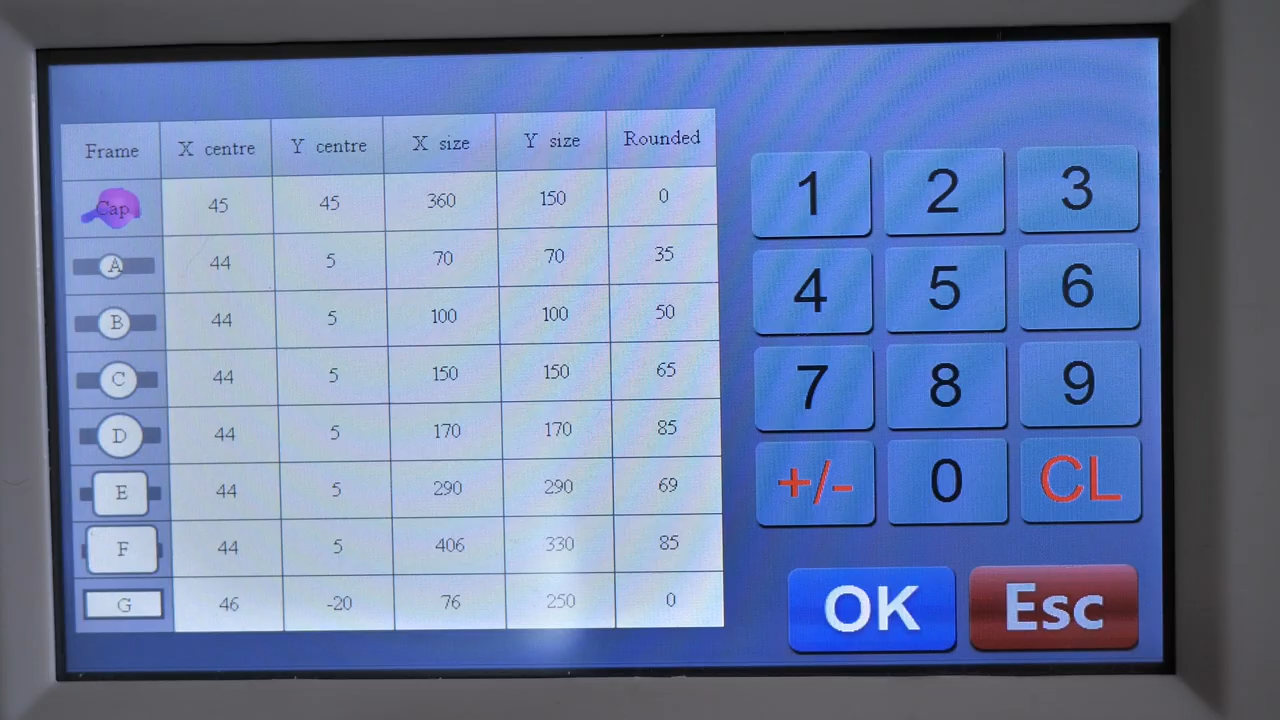 Frame X centre Y centre X size Y size Rounded
Cap 45 45 360 150 0
A 44 5 70 70 35
B 44 5 100 100 50
C 44 5 150 150 65
D 44 5 170 170 85
E 44 5 290 290 69
F 44 5 406 330 85
G 46 -20 76 250 0
1 2 3
4 5 6
7 8 9
+/- 0 CL
OK Esc